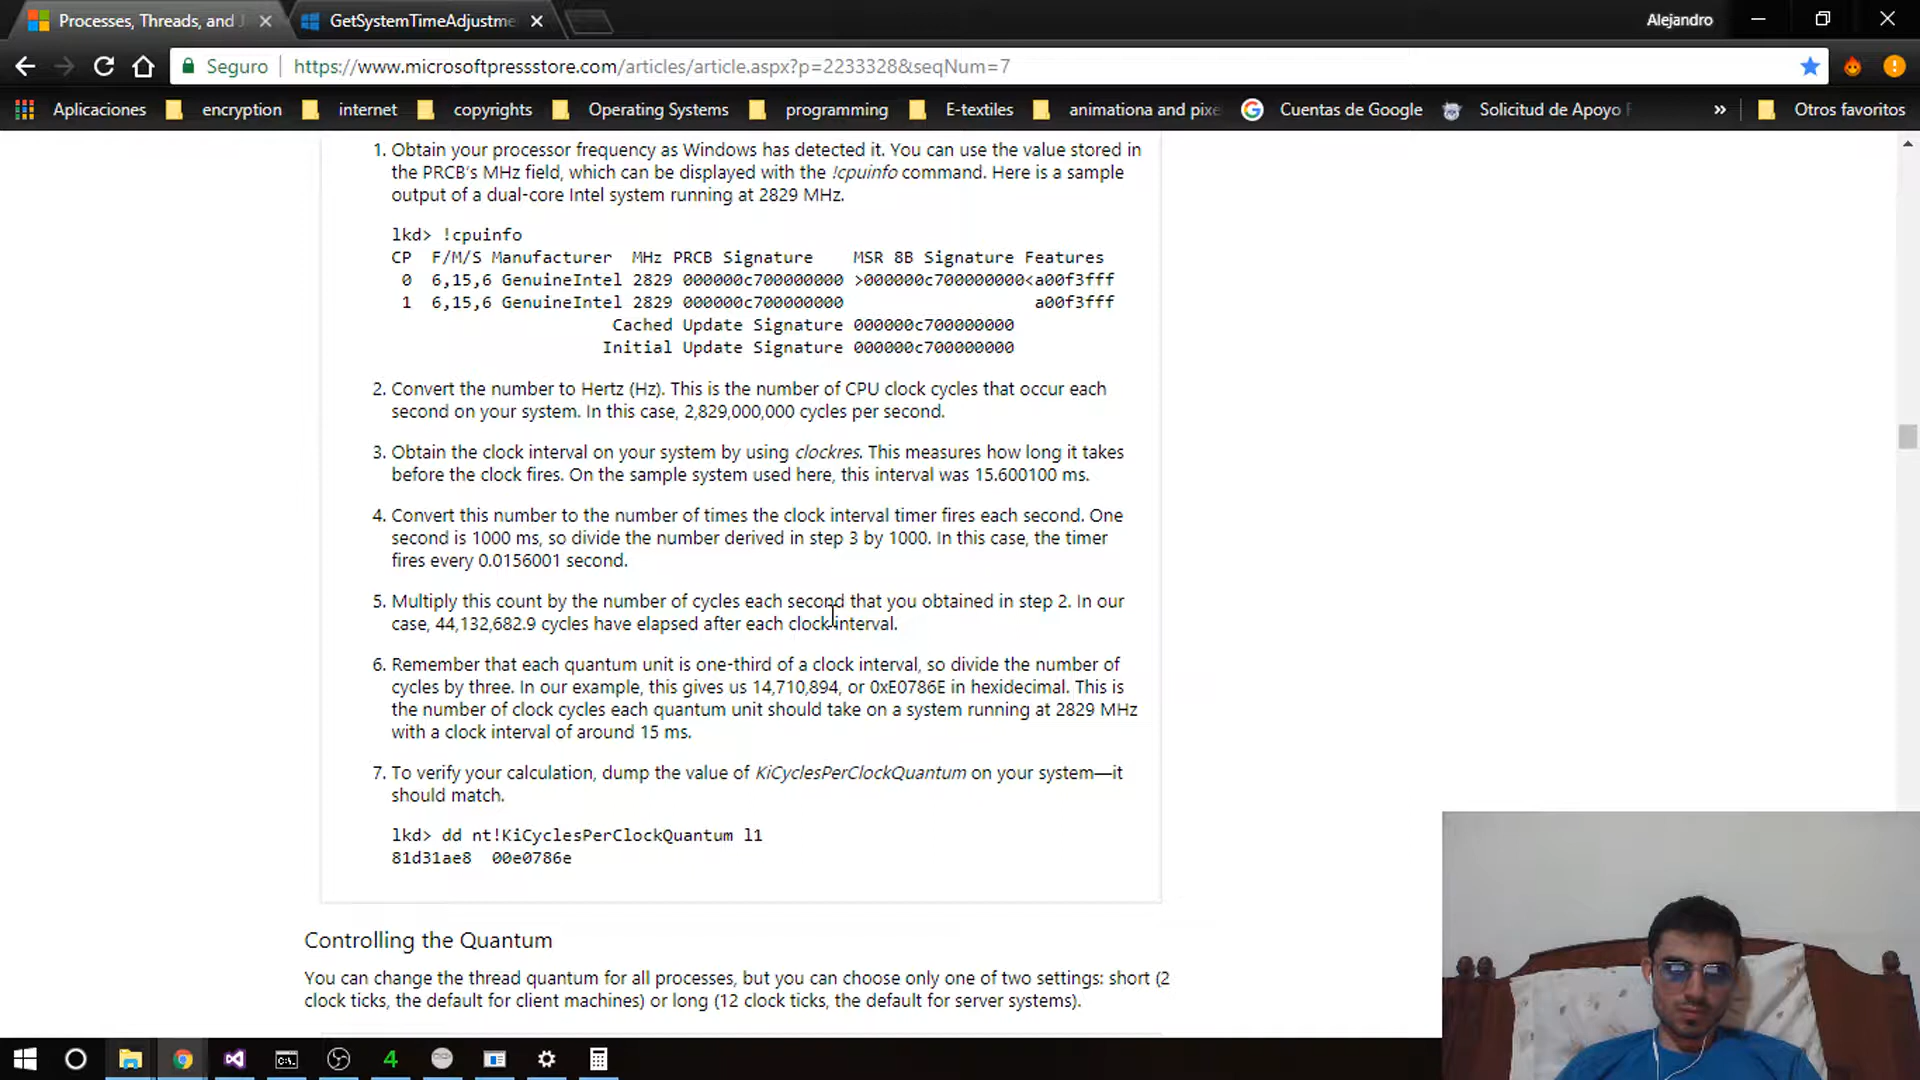 Processes, Threads, and J
GetSystemTimeAdjustme
Alejandro
Seguro
https://www.microsoftpressstore.com/articles/article.aspx?p=2233328&seqNum=7
Aplicaciones
encryption
internet
copyrights
Operating Systems
programming
E-textiles
animationa and pixe
Cuentas de Google
Solicitud de Apoyo
»
Otros favoritos
1. Obtain your processor frequency as Windows has detected it. You can use the value stored in
the PRCB's MHz field, which can be displayed with the !cpuinfo command. Here is a sample
output of a dual-core Intel system running at 2829 MHz.
lkd> !cpuinfo
CP F/M/S Manufacturer MHz PRCB Signature MSR 8B Signature Features
0 6,15,6 GenuineIntel 2829 000000c700000000 >000000c700000000<a00f3fff
1 6,15,6 GenuineIntel 2829 000000c700000000 a00f3fff
Cached Update Signature 000000c700000000
Initial Update Signature 000000c700000000
2. Convert the number to Hertz (Hz). This is the number of CPU clock cycles that occur each
second on your system. In this case, 2,829,000,000 cycles per second.
3. Obtain the clock interval on your system by using clockres. This measures how long it takes
before the clock fires. On the sample system used here, this interval was 15.600100 ms.
4. Convert this number to the number of times the clock interval timer fires each second. One
second is 1000 ms, so divide the number derived in step 3 by 1000. In this case, the timer
fires every 0.0156001 second.
5. Multiply this count by the number of cycles each second that you obtained in step 2. In our
case, 44,132,682.9 cycles have elapsed after each clock interval.
6. Remember that each quantum unit is one-third of a clock interval, so divide the number of
cycles by three. In our example, this gives us 14,710,894, or 0xE0786E in hexidecimal. This is
the number of clock cycles each quantum unit should take on a system running at 2829 MHz
with a clock interval of around 15 ms.
7. To verify your calculation, dump the value of KiCyclesPerClockQuantum on your system—it
should match.
lkd> dd nt!KiCyclesPerClockQuantum l1
81d31ae8 00e0786e
Controlling the Quantum
You can change the thread quantum for all processes, but you can choose only one of two settings: short (2
clock ticks, the default for client machines) or long (12 clock ticks, the default for server systems).